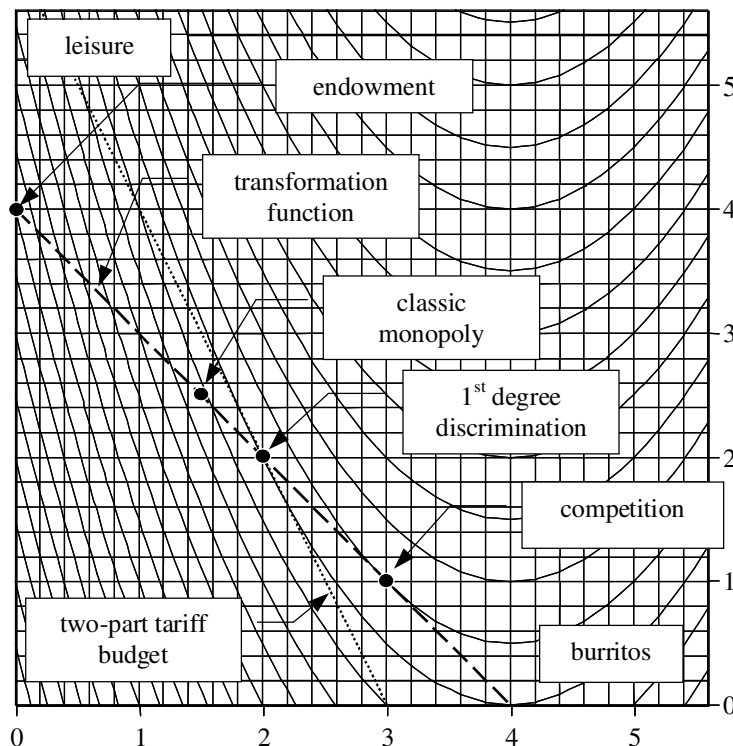 leisure
endowment
transformation
function
classic
monopoly
1st degree
discrimination
competition
two-part tariff
budget
burritos
5
4
3
2
1
0
0 1 2 3 4 5